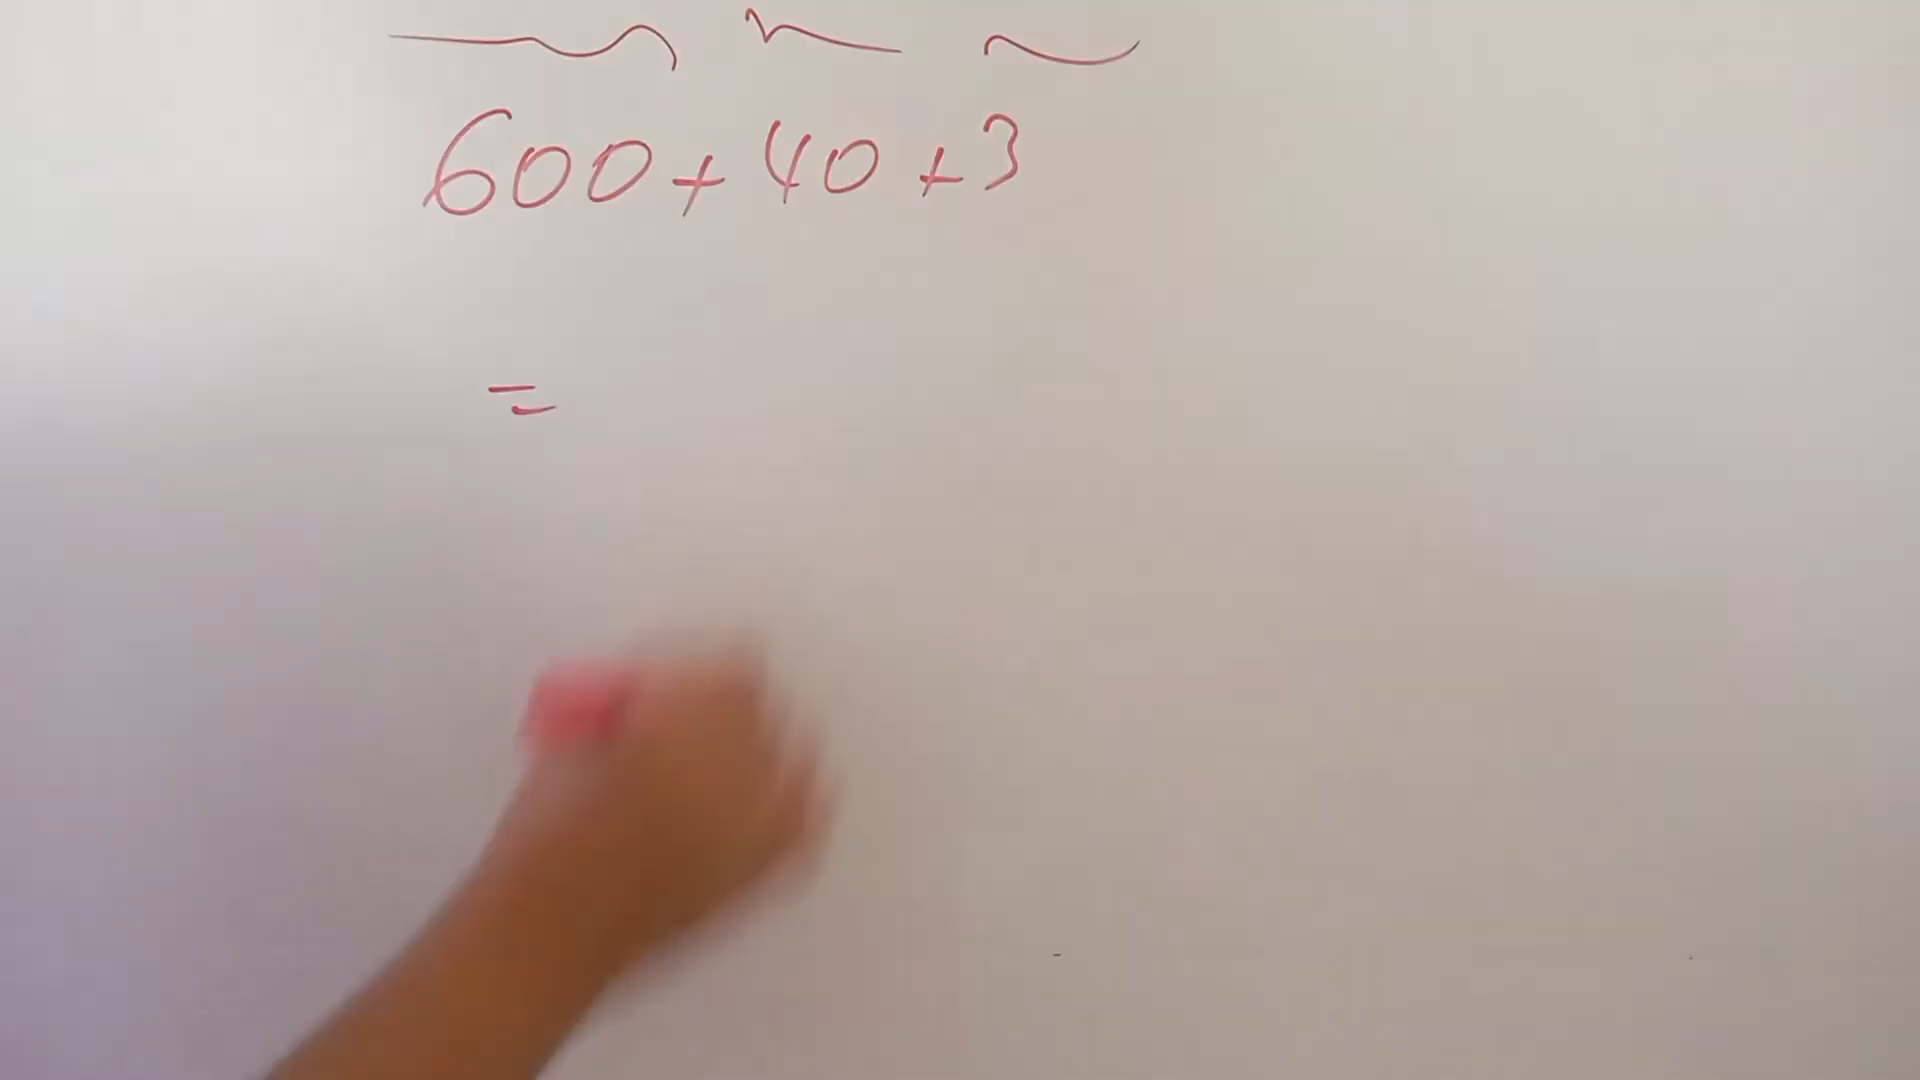 600 + 40 + 3
=